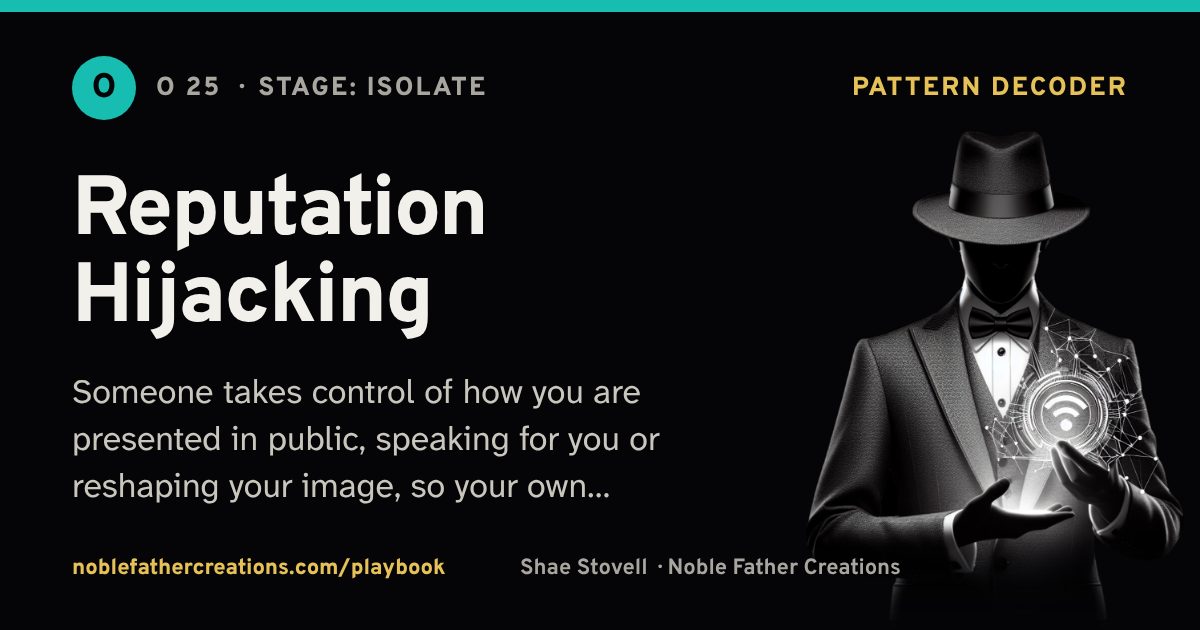 O
O 25 · STAGE: ISOLATE
PATTERN DECODER
Reputation
Hijacking
Someone takes control of how you are
presented in public, speaking for you or
reshaping your image, so your own...
noblefathercreations.com/playbook
Shae Stovell · Noble Father Creations